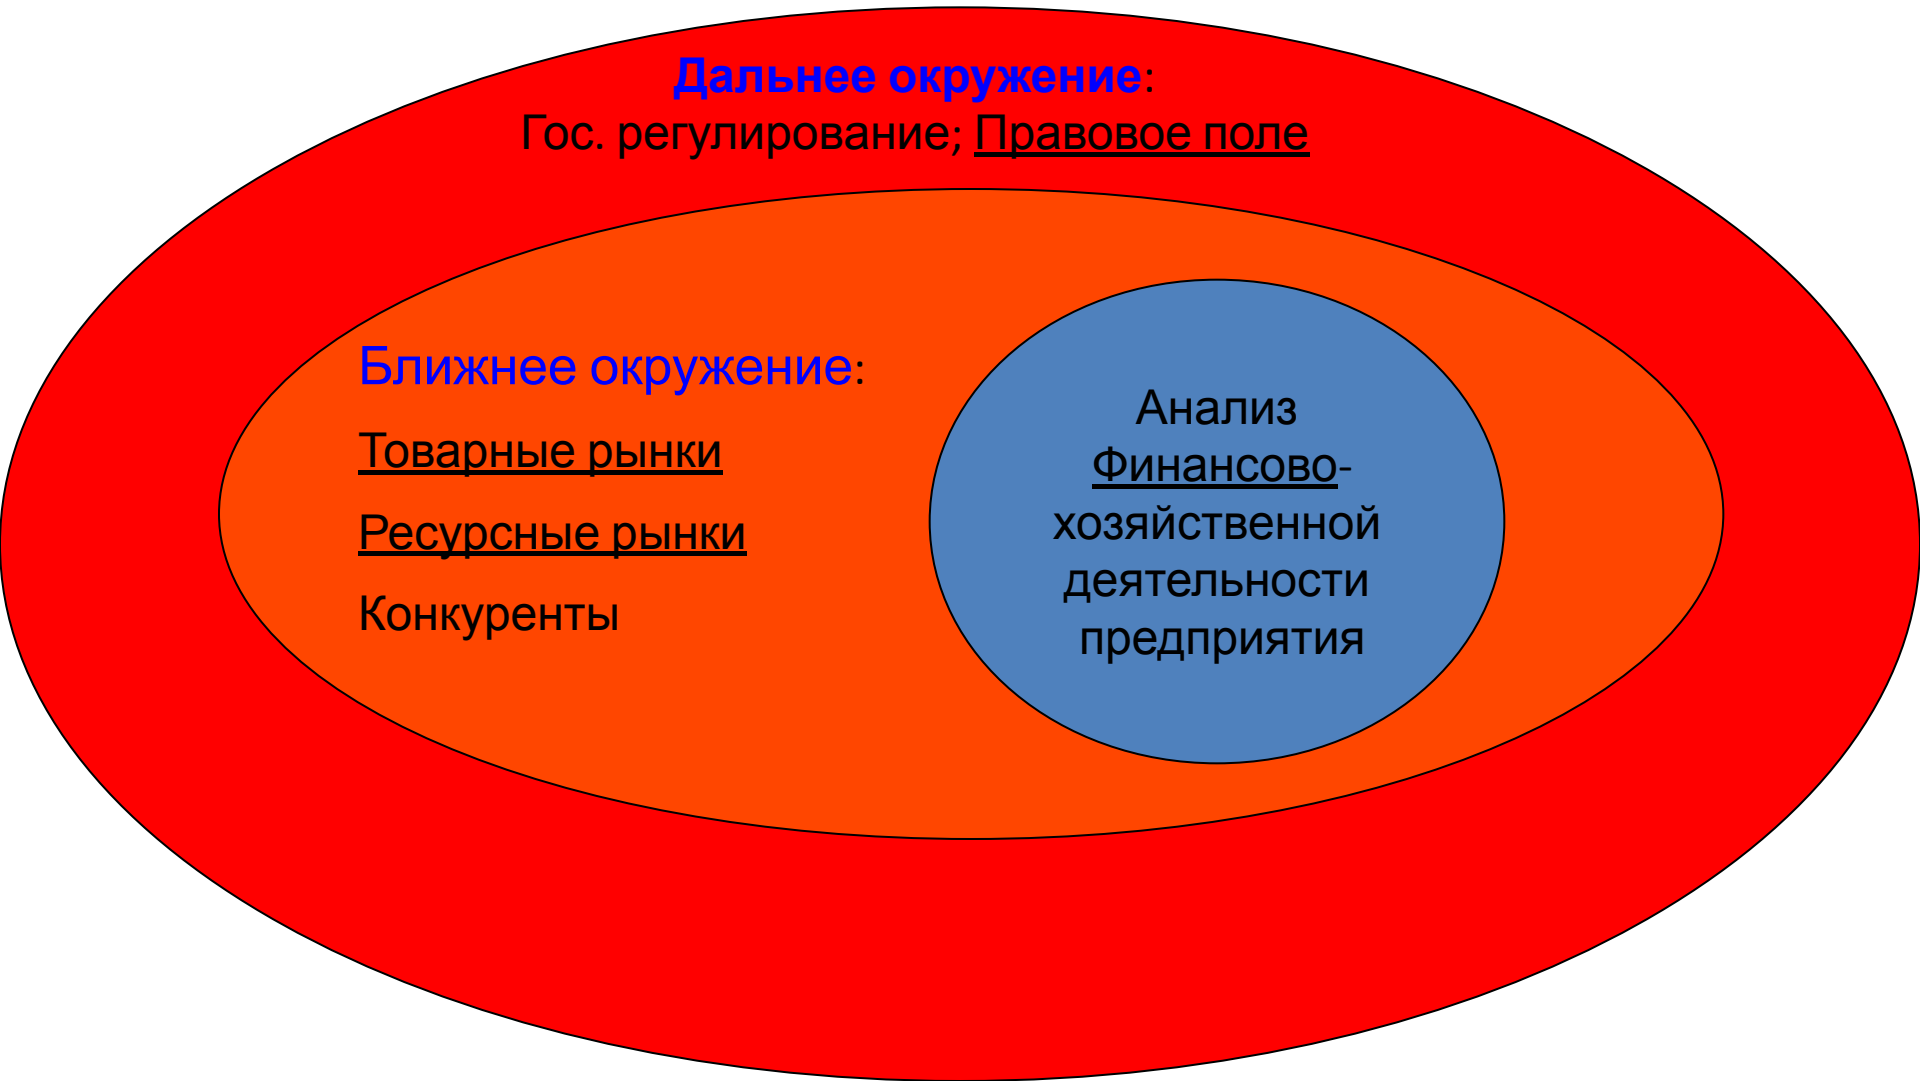 Дальнее окружение:
Гос. регулирование; Правовое поле
Ближнее окружение:
Товарные рынки
Ресурсные рынки
Конкуренты
Анализ
Финансово-
хозяйственной
деятельности
предприятия